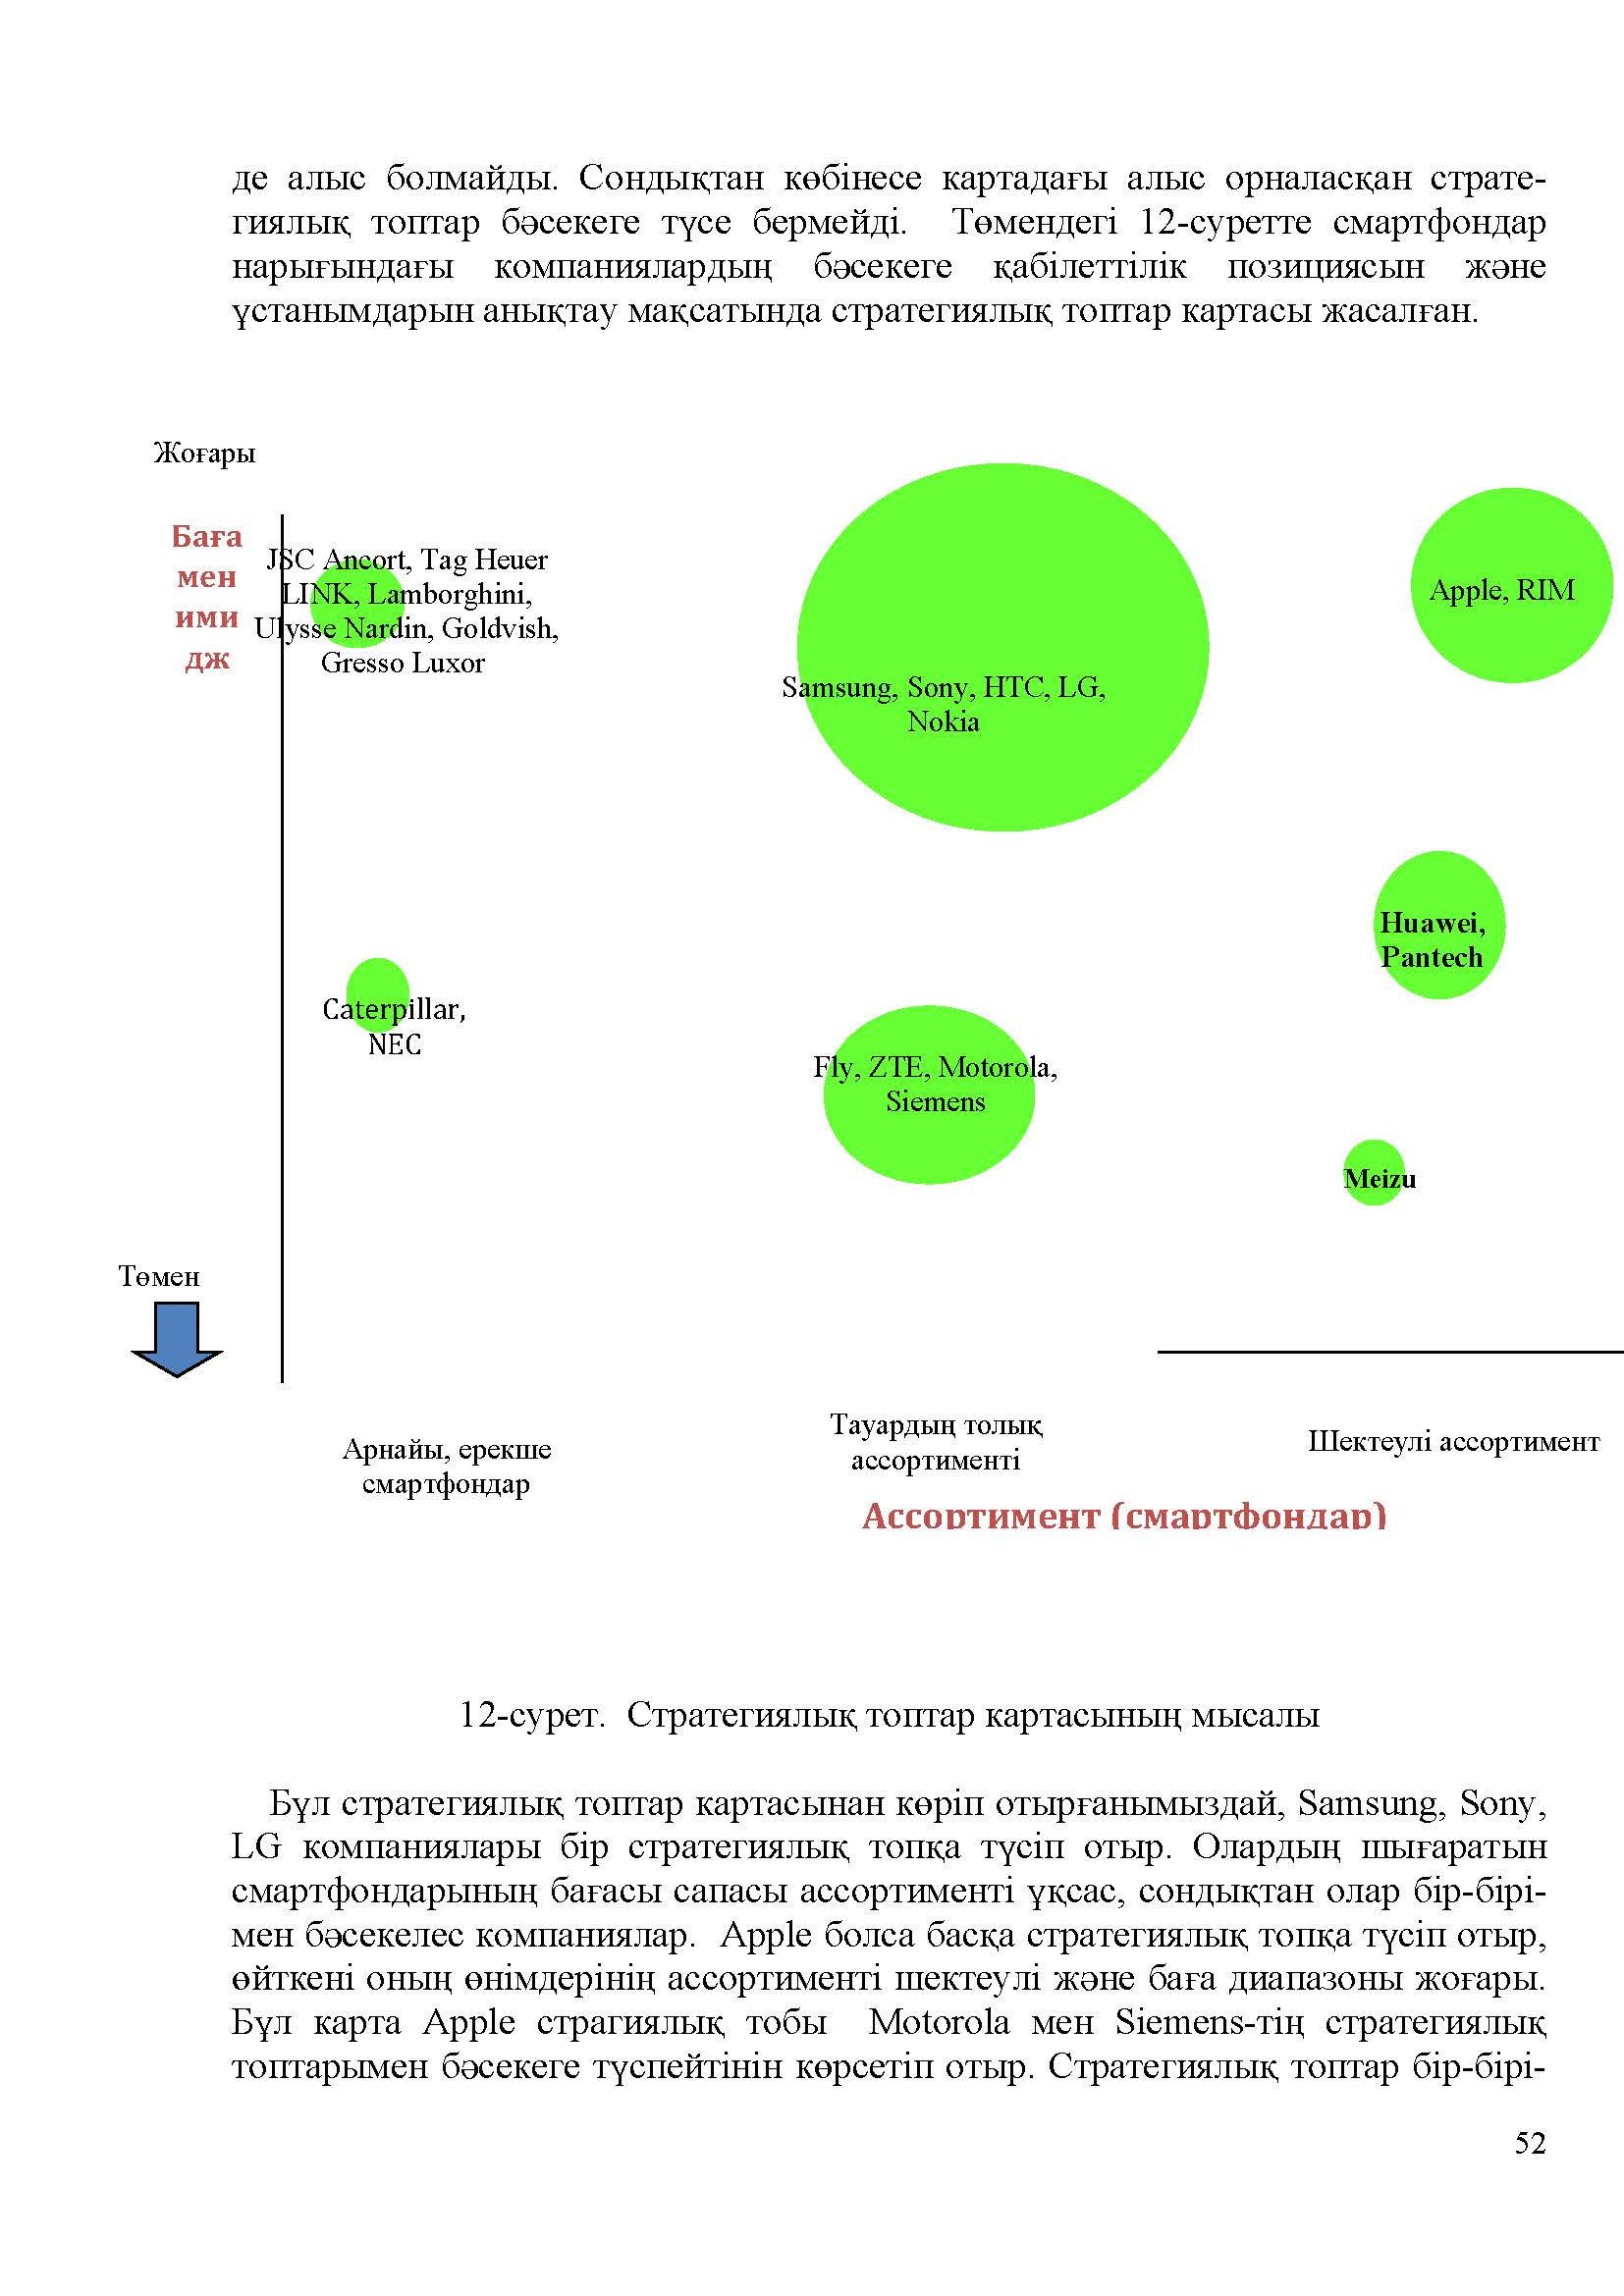 де алыс болмайды. Сондықтан көбінесе картадағы алыс орналасқан страте-
гиялық топтар бәсекеге түсе бермейді. Төмендегі 12-суретте смартфондар
нарығындағы компаниялардың бәсекеге қабілеттілік позициясын және
ұстанымдарын анықтау мақсатында стратегиялық топтар картасы жасалған.
Жоғары
Баға
мен
ими
дж
JSC Ancort, Tag Heuer
LINK, Lamborghini,
Ulysse Nardin, Goldvish,
Gresso Luxor
Samsung, Sony, HTC, LG,
Nokia
Apple, RIM
Huawei,
Pantech
Caterpillar,
NEC
Fly, ZTE, Motorola,
Siemens
Meizu
Төмен
Арнайы, ерекше
смартфондар
Тауардың толық
ассортименті
Шектеулі ассортимент
Ассортимент (смартфондар)
12-сурет. Стратегиялық топтар картасының мысалы
Бұл стратегиялық топтар картасынан көріп отырғанымыздай, Samsung, Sony,
LG компаниялары бір стратегиялық топқа түсіп отыр. Олардың шығаратын
смартфондарының бағасы сапасы ассортименті ұқсас, сондықтан олар бір-бірі-
мен бәсекелес компаниялар. Apple болса басқа стратегиялық топқа түсіп отыр,
өйткені оның өнімдерінің ассортименті шектеулі және баға диапазоны жоғары.
Бұл карта Apple страгиялық тобы Motorola мен Siemens-тің стратегиялық
топтарымен бәсекеге түспейтінін көрсетіп отыр. Стратегиялық топтар бір-бірі-
52